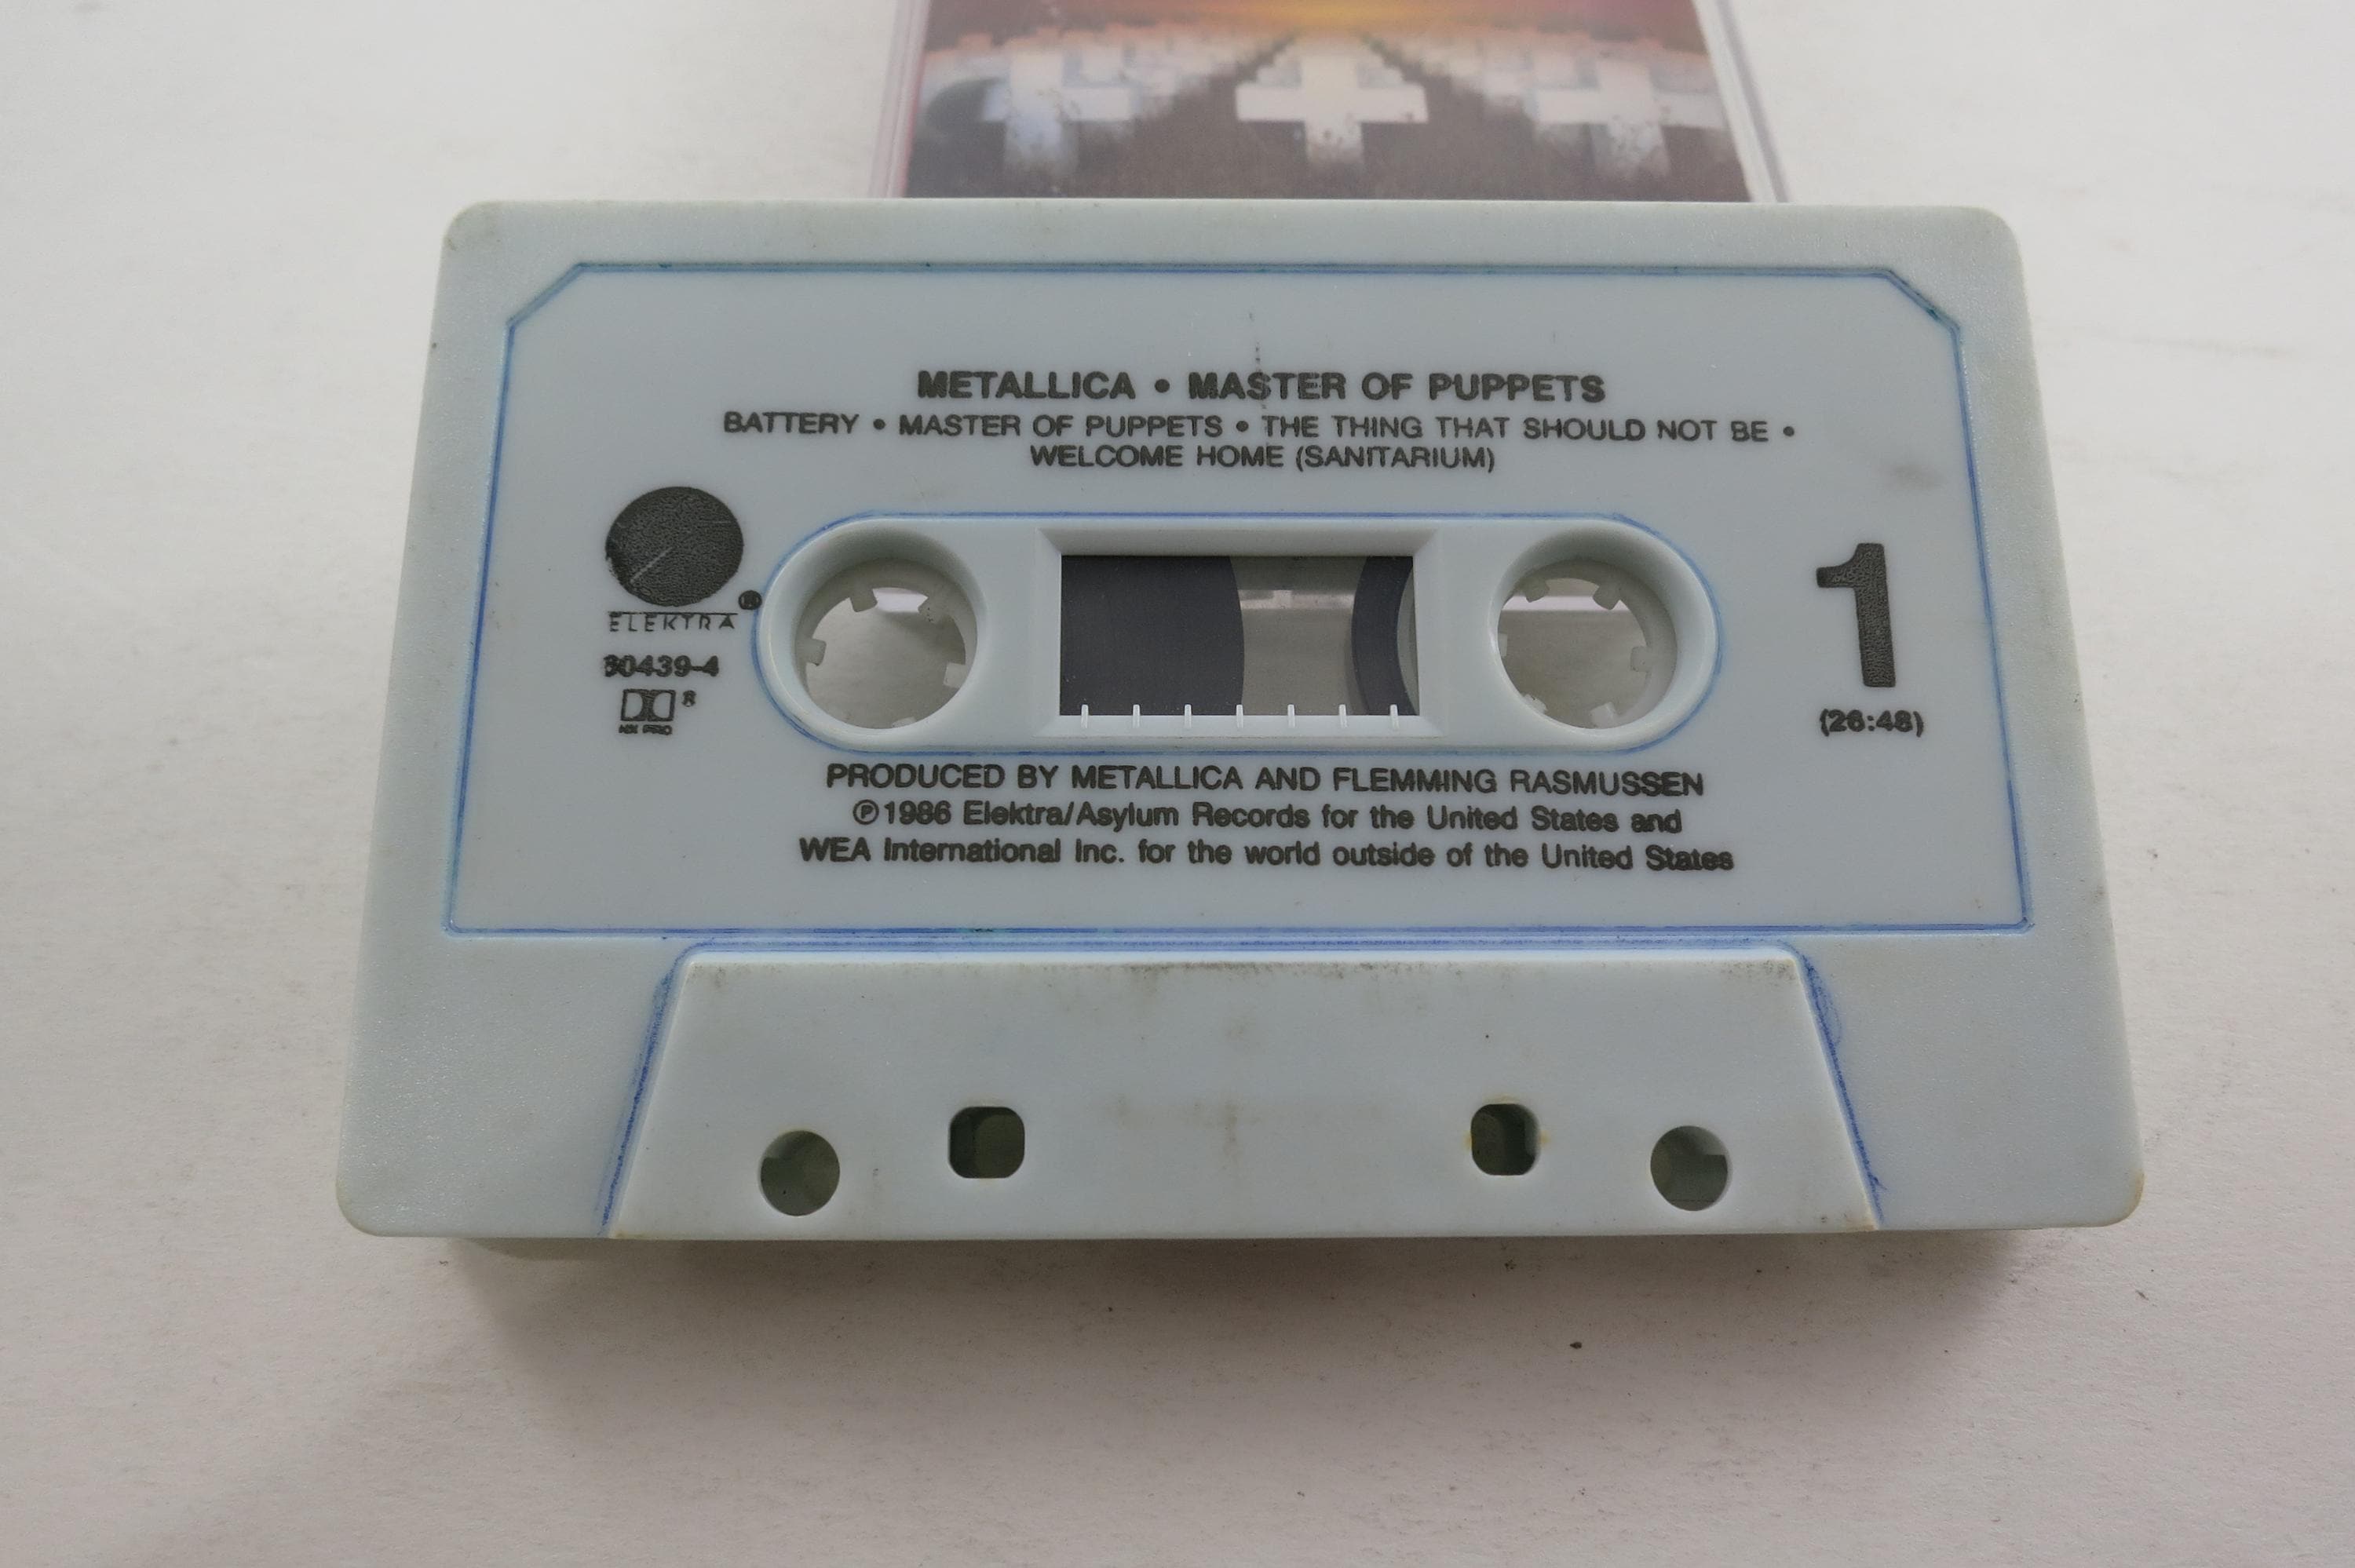 METALLICA • MASTER OF PUPPETS
BATTERY • MASTER OF PUPPETS • THE THING THAT SHOULD NOT BE •
WELCOME HOME (SANITARIUM)
ELEKTRA ®
60439-4
HX PRO
1
(26:48)
PRODUCED BY METALLICA AND FLEMMING RASMUSSEN
℗1986 Elektra/Asylum Records for the United States and
WEA International Inc. for the world outside of the United States